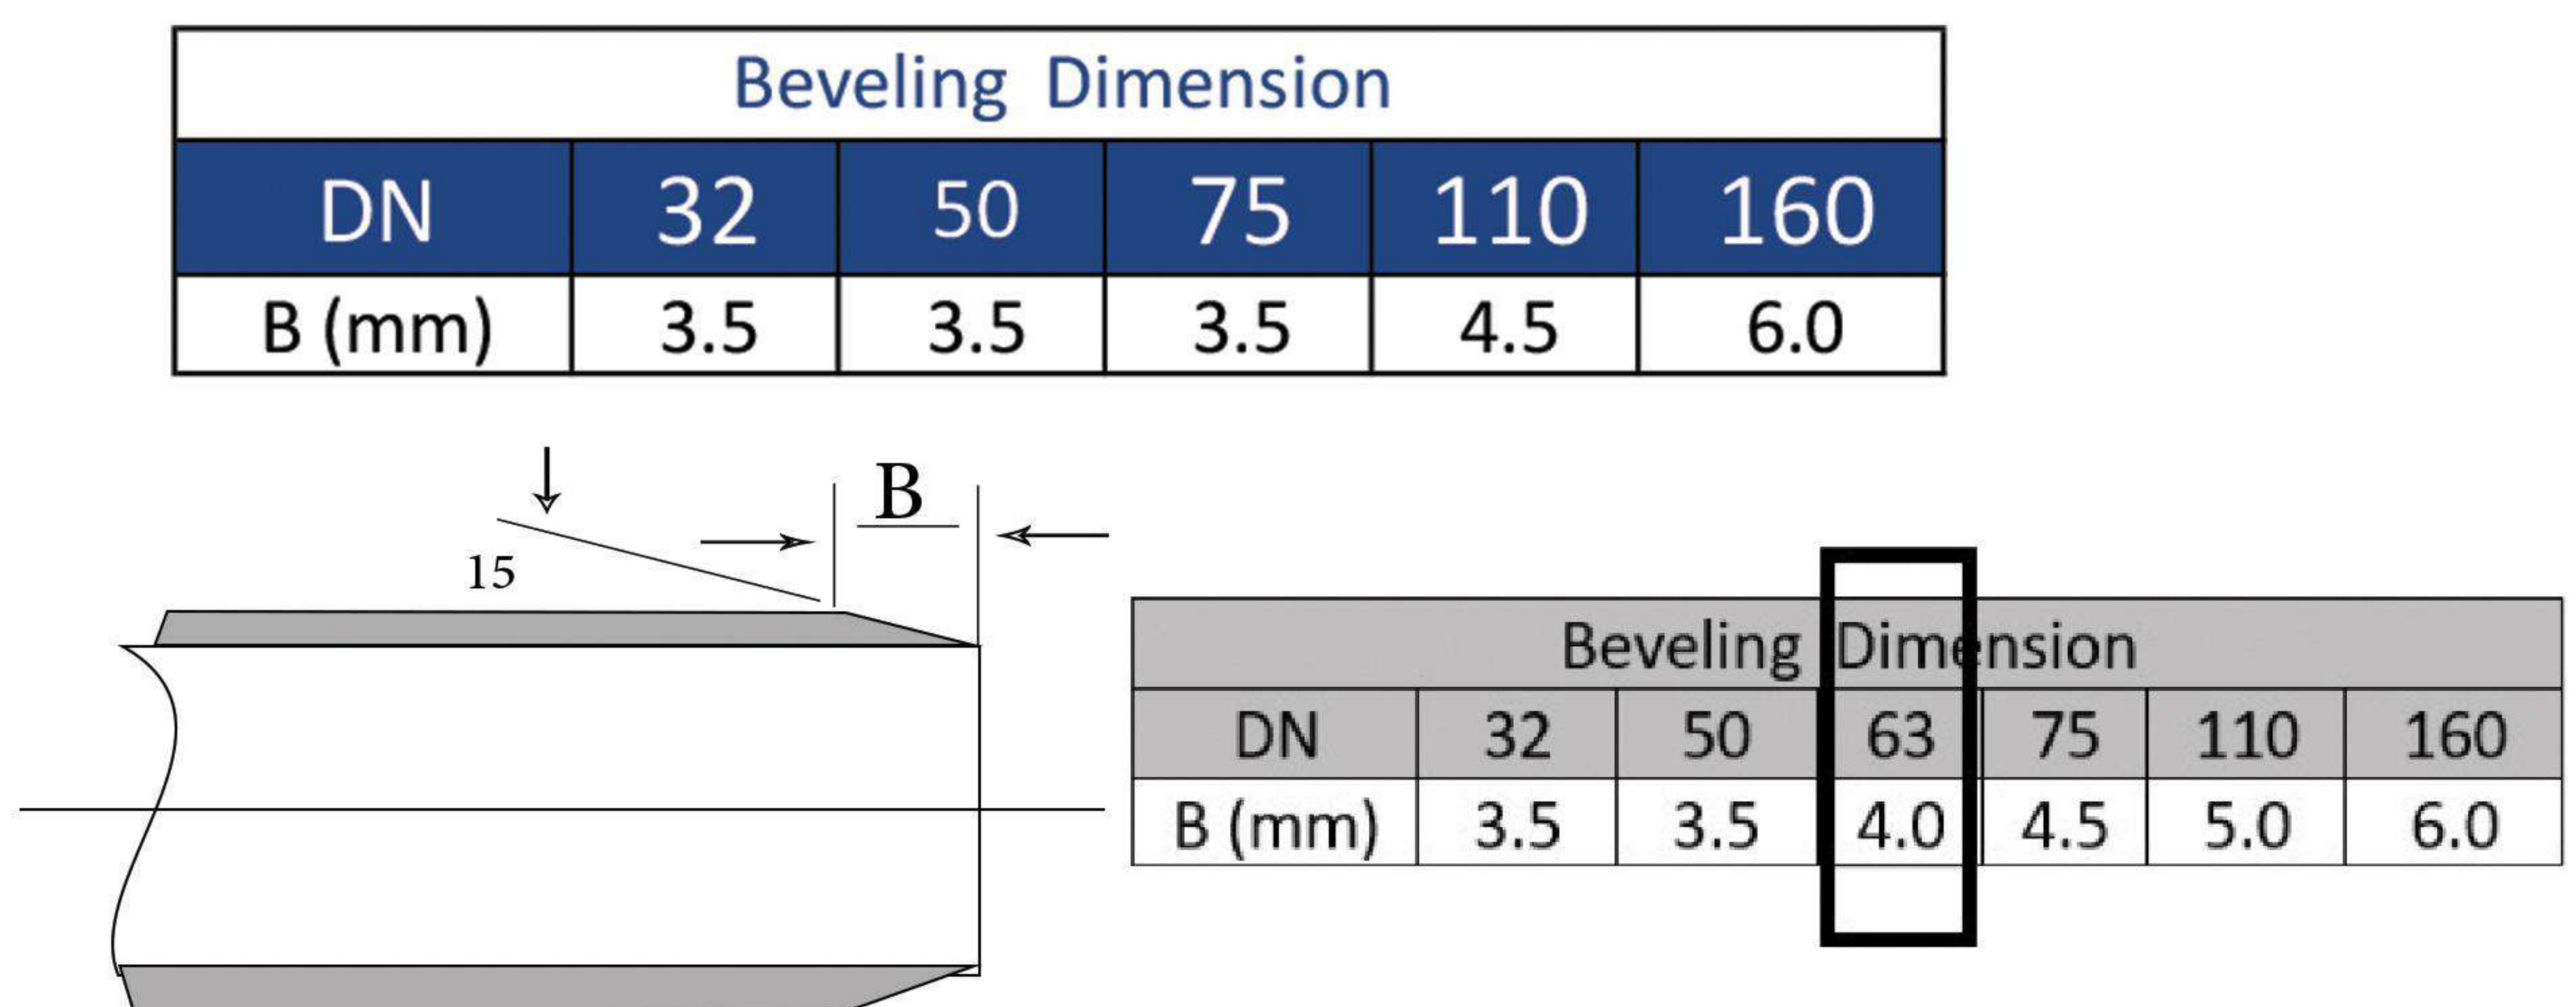 Beveling Dimension
DN 32 50 75 110 160
B (mm) 3.5 3.5 3.5 4.5 6.0
B
15
Beveling Dimension
DN 32 50 63 75 110 160
B (mm) 3.5 3.5 4.0 4.5 5.0 6.0